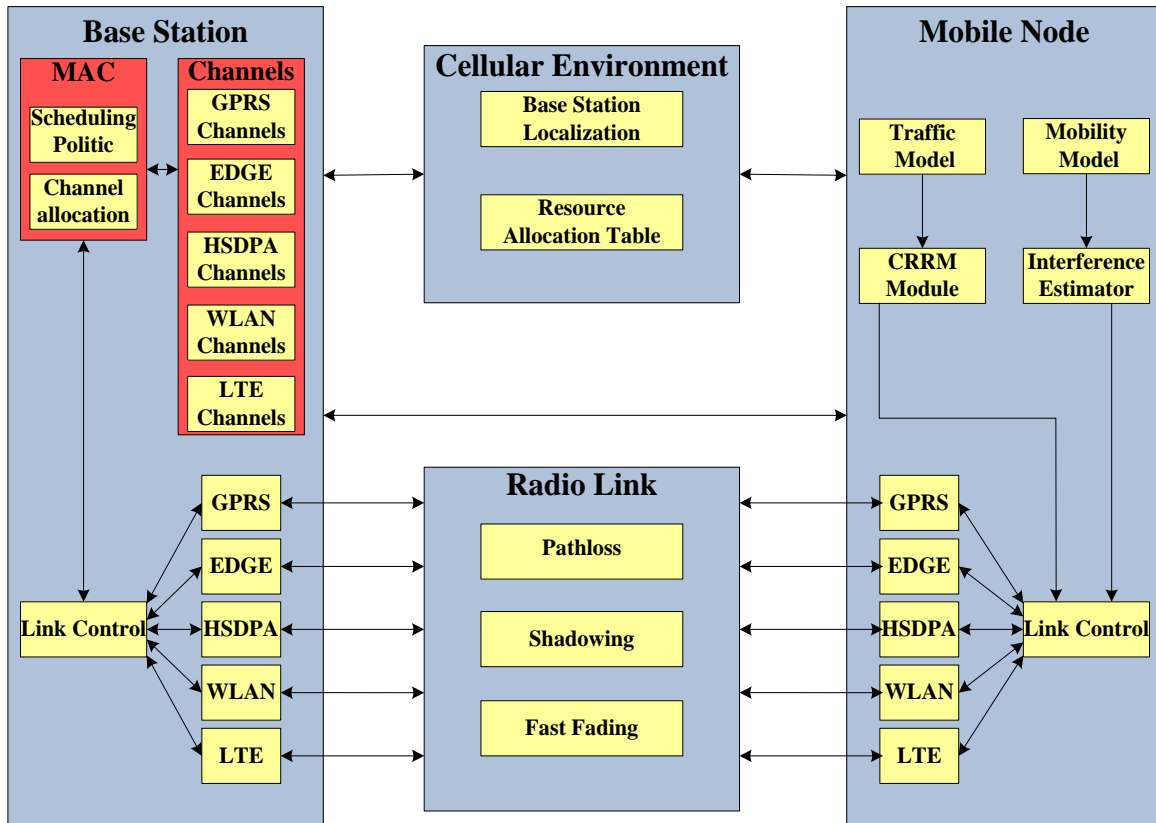 Base Station
MAC
Scheduling
Politic
Channel
allocation
Channels
GPRS
Channels
EDGE
Channels
HSDPA
Channels
WLAN
Channels
LTE
Channels
Link Control
GPRS
EDGE
HSDPA
WLAN
LTE
Cellular Environment
Base Station
Localization
Resource
Allocation Table
Radio Link
Pathloss
Shadowing
Fast Fading
Mobile Node
Traffic
Model
Mobility
Model
CRRM
Module
Interference
Estimator
GPRS
EDGE
HSDPA
WLAN
LTE
Link Control